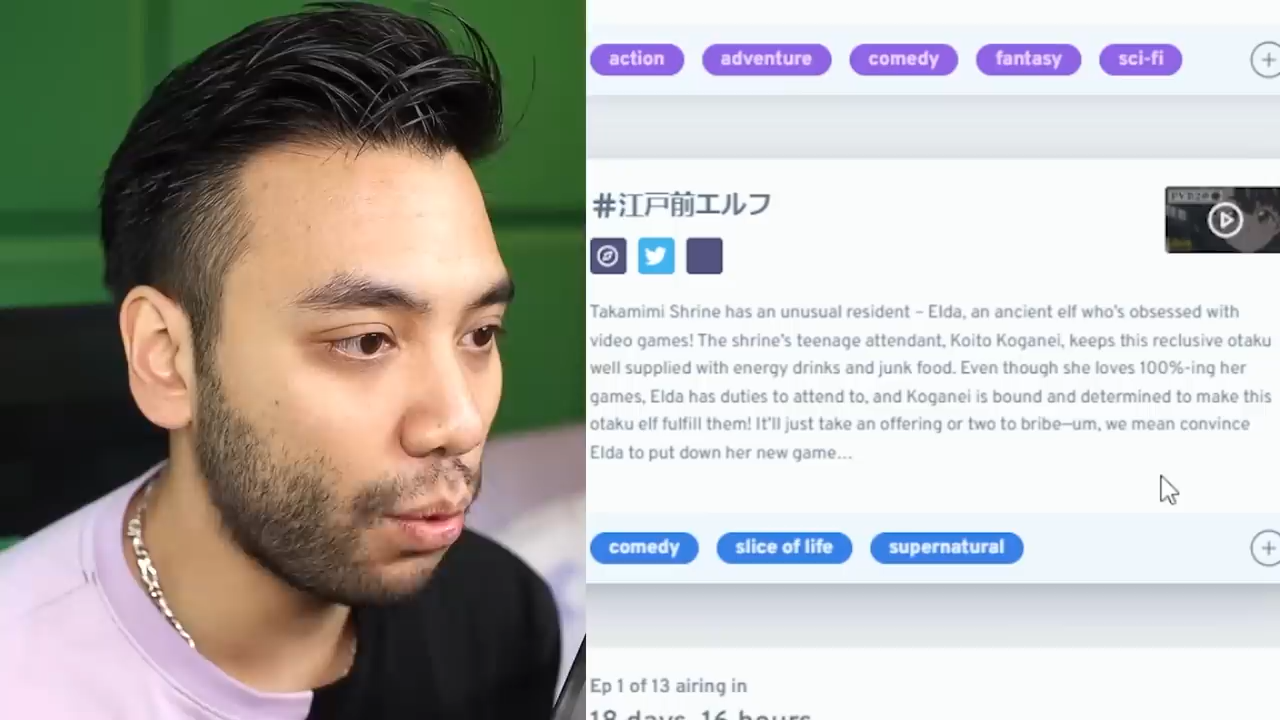 action adventure comedy fantasy sci-fi
#江戸前エルフ
Takamimi Shrine has an unusual resident – Elda, an ancient elf who's obsessed with
video games! The shrine's teenage attendant, Koito Koganei, keeps this reclusive otaku
well supplied with energy drinks and junk food. Even though she loves 100%-ing her
games, Elda has duties to attend to, and Koganei is bound and determined to make this
otaku elf fulfill them! It'll just take an offering or two to bribe—um, we mean convince
Elda to put down her new game...
comedy slice of life supernatural
Ep 1 of 13 airing in
18 days, 16 hours